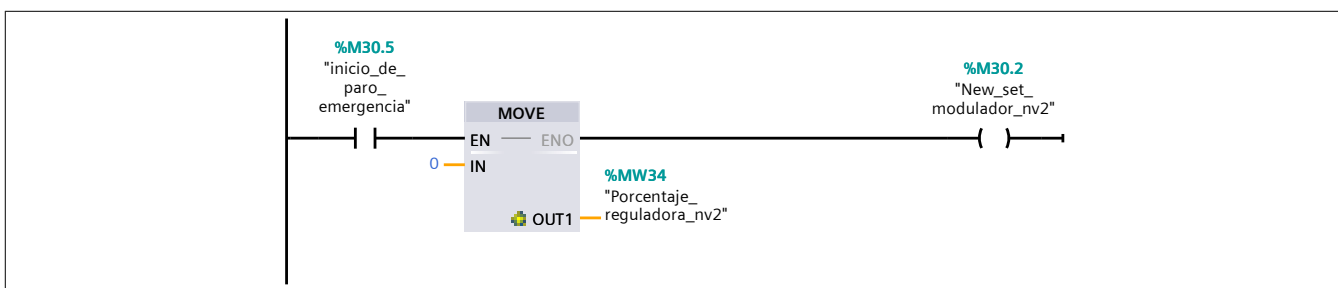 %M30.5
"inicio_de_
paro_
emergencia"
%M30.2
"New_set_
modulador_nv2"
MOVE
EN ENO
0 IN
%MW34
"Porcentaje_
reguladora_nv2"
OUT1